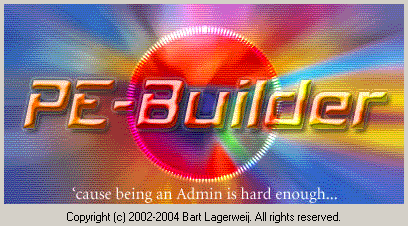 PE-Builder
‘cause being an Admin is hard enough...
Copyright (c) 2002-2004 Bart Lagerweij. All rights reserved.